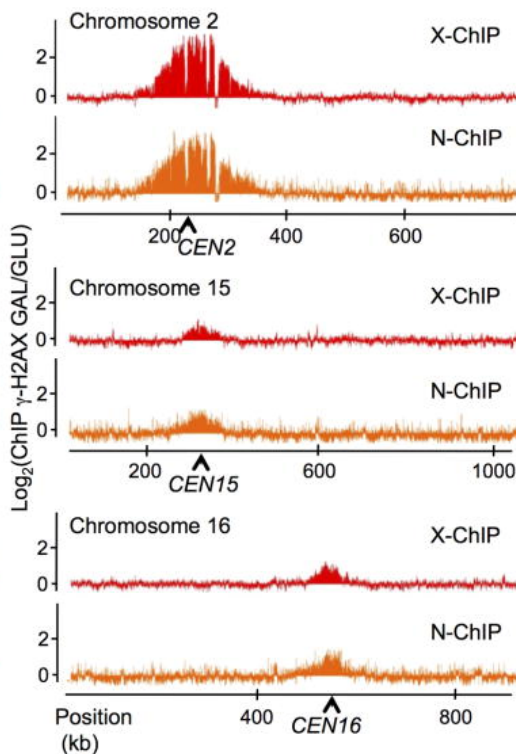 Log₂(ChIP γ-H2AX GAL/GLU)
Chromosome 2
X-ChIP
2
0
N-ChIP
2
0
200 400 600
CEN2
Chromosome 15
X-ChIP
2
0
N-ChIP
2
0
200 600 1000
CEN15
Chromosome 16
X-ChIP
2
0
N-ChIP
2
0
Position 400 800
(kb) CEN16